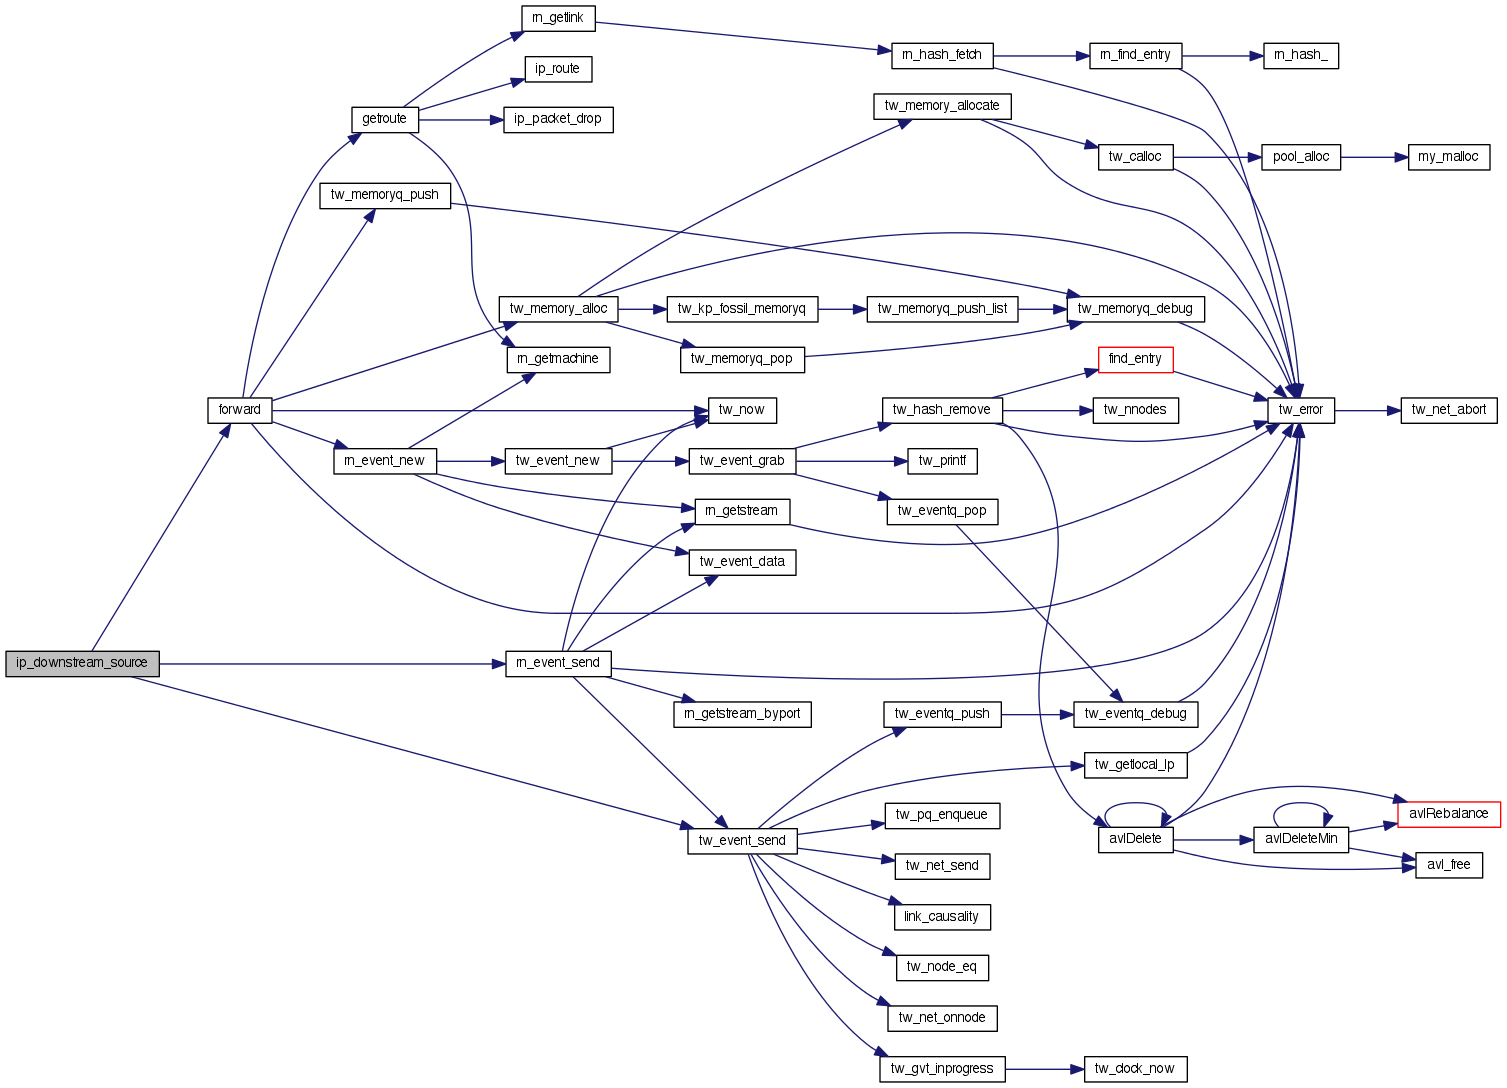 rn_getlink
rn_hash_fetch
rn_find_entry
rn_hash_
ip_route
tw_memory_allocate
getroute
ip_packet_drop
tw_calloc
pool_alloc
my_malloc
tw_memoryq_push
tw_memory_alloc
tw_kp_fossil_memoryq
tw_memoryq_push_list
tw_memoryq_debug
rn_getmachine
tw_memoryq_pop
find_entry
forward
tw_now
tw_hash_remove
tw_nnodes
tw_error
tw_net_abort
rn_event_new
tw_event_new
tw_event_grab
tw_printf
rn_getstream
tw_eventq_pop
tw_event_data
ip_downstream_source
rn_event_send
rn_getstream_byport
tw_eventq_push
tw_eventq_debug
tw_getlocal_lp
tw_pq_enqueue
avlRebalance
tw_event_send
avlDelete
avlDeleteMin
tw_net_send
avl_free
link_causality
tw_node_eq
tw_net_onnode
tw_gvt_inprogress
tw_clock_now